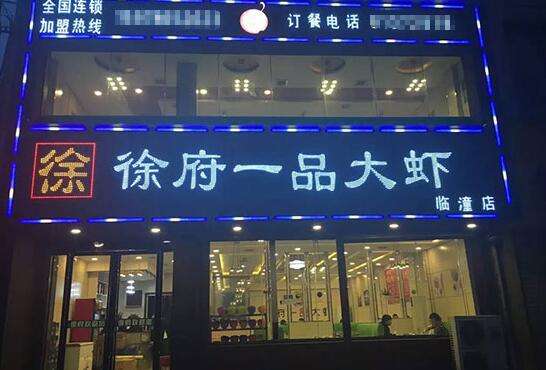 全国连锁
加盟热线
订餐电话
徐 徐府一品大虾
临潼店